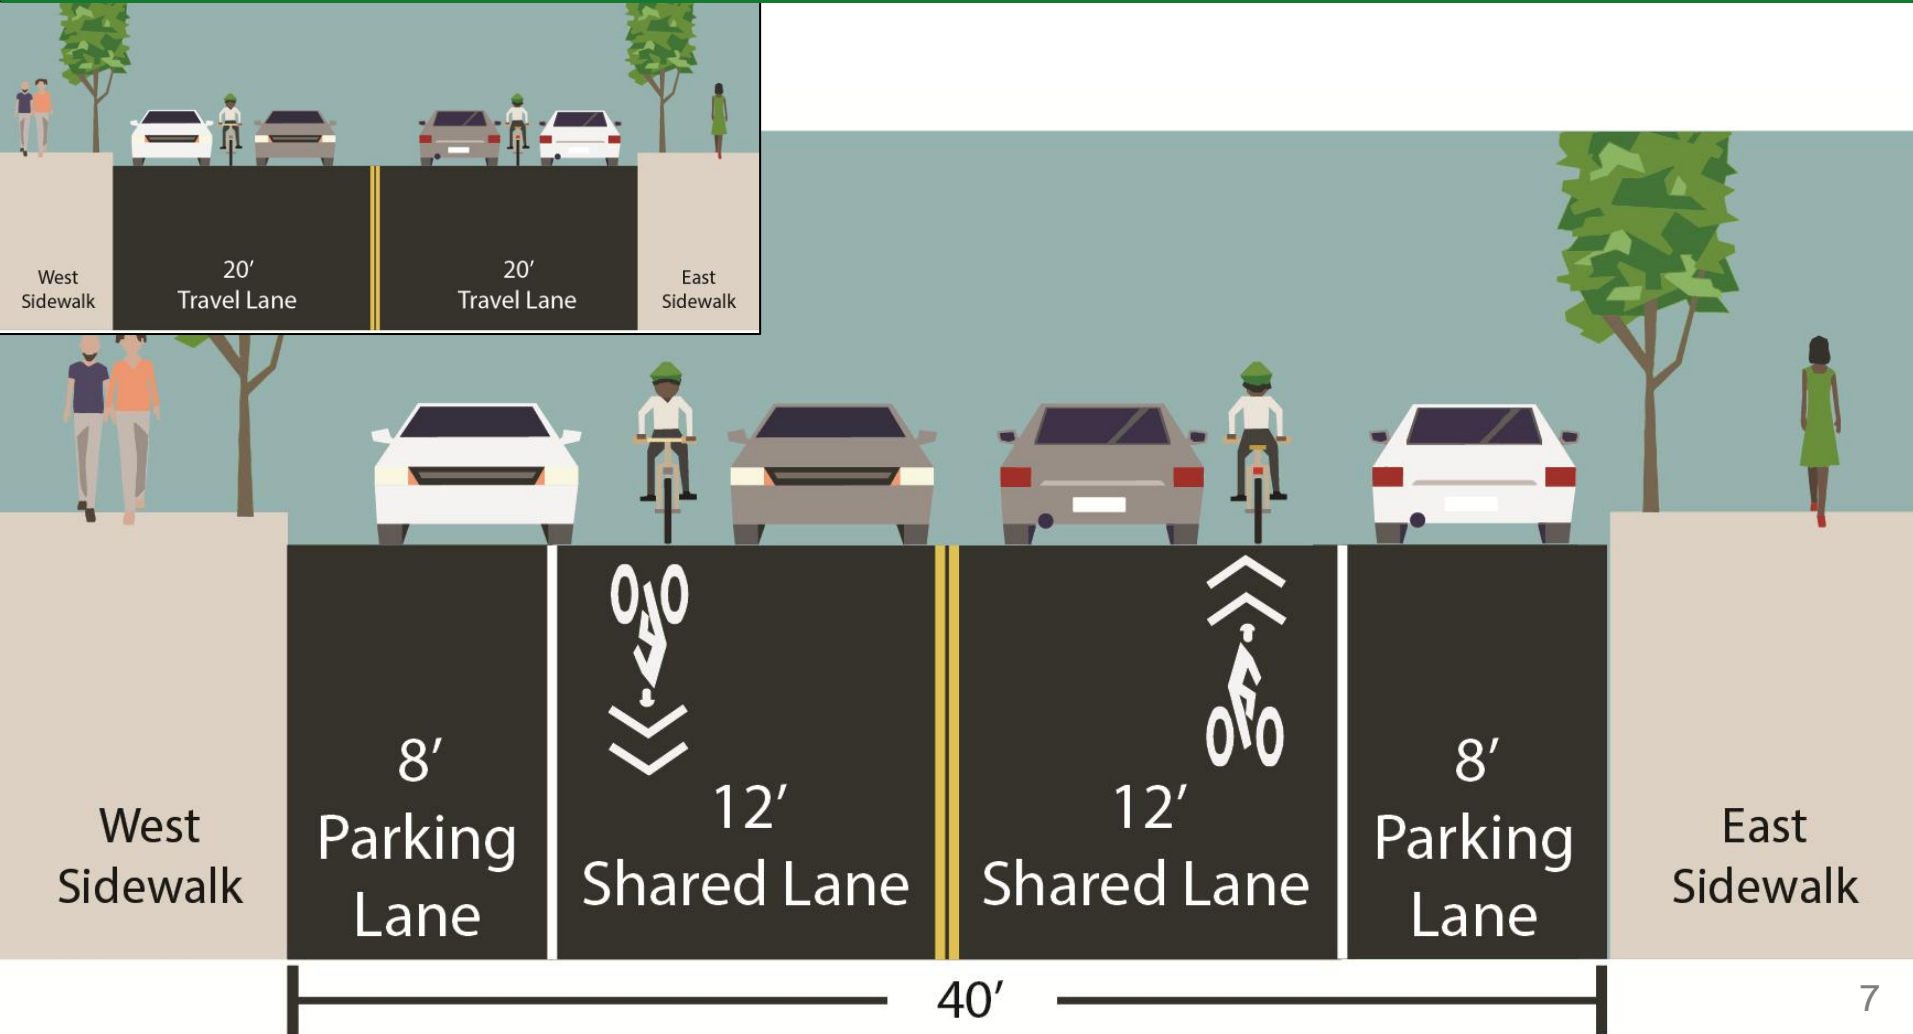 West
Sidewalk
20′
Travel Lane
20′
Travel Lane
East
Sidewalk
West
Sidewalk
8′
Parking
Lane
12′
Shared Lane
12′
Shared Lane
8′
Parking
Lane
East
Sidewalk
40′
7